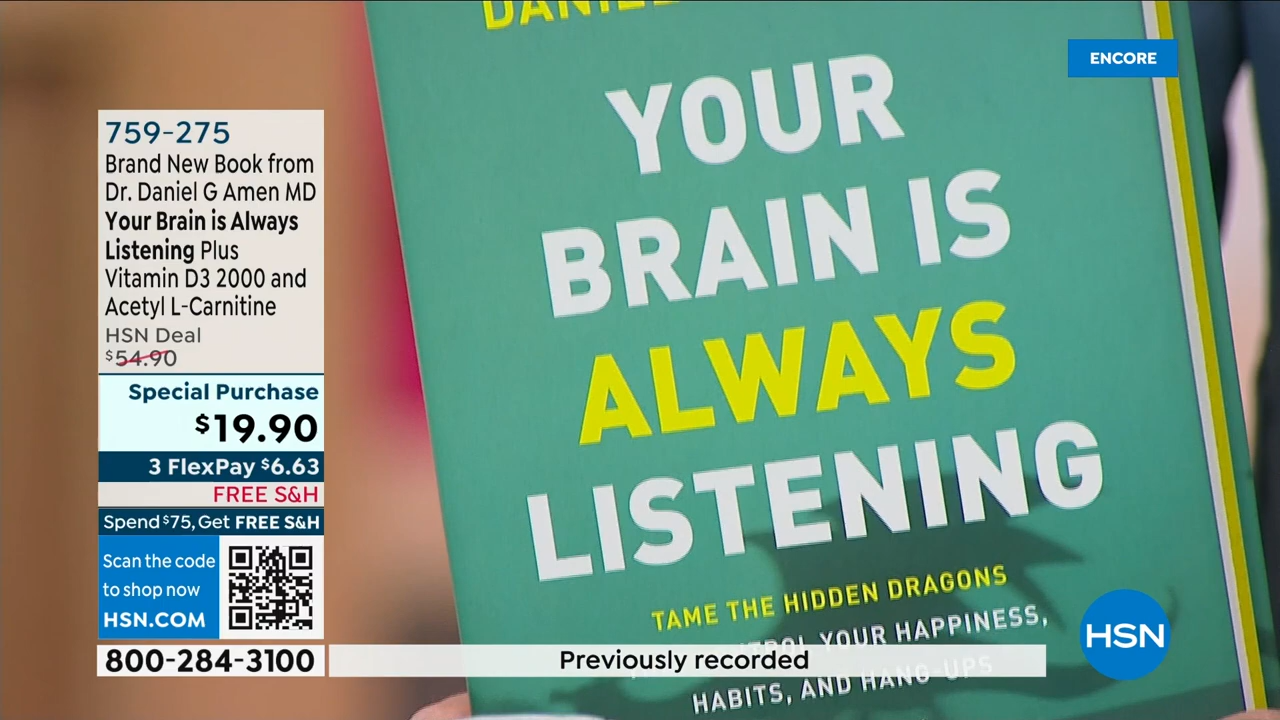 DANIEL
YOUR
BRAIN IS
ALWAYS
LISTENING
TAME THE HIDDEN DRAGONS
YOUR HAPPINESS,
HABITS, AND HANG-UPS
ENCORE
759-275
Brand New Book from
Dr. Daniel G Amen MD
Your Brain is Always
Listening Plus
Vitamin D3 2000 and
Acetyl L-Carnitine
HSN Deal
$54.90
Special Purchase
$19.90
3 FlexPay $6.63
FREE S&H
Spend $75, Get FREE S&H
Scan the code
to shop now
HSN.COM
800-284-3100
Previously recorded
HSN